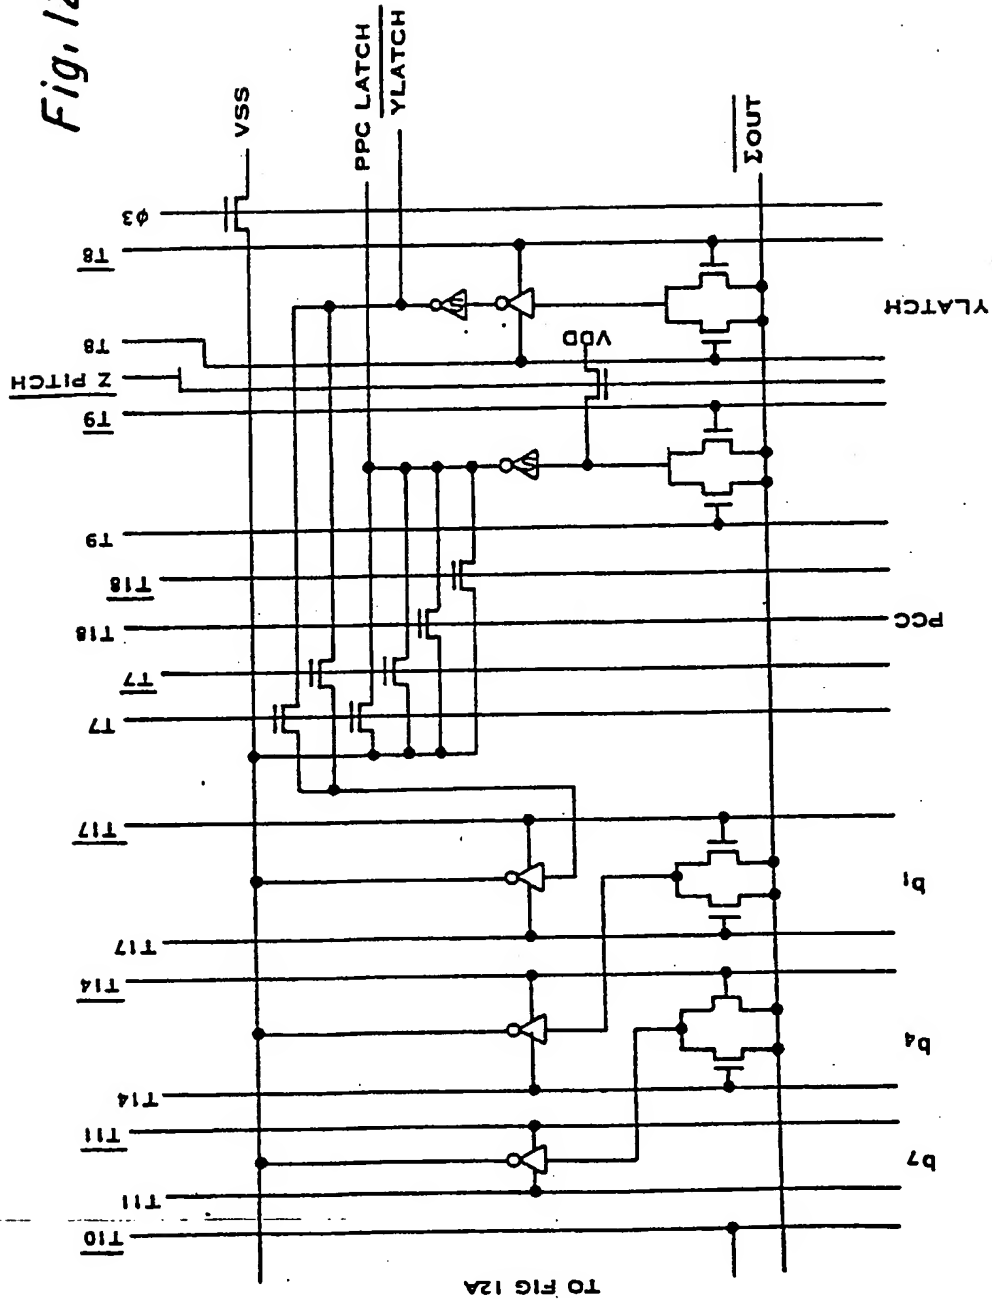 Fig. 12
VSS
PPC LATCH
YLATCH
ΣOUT
φ3
T8
T8
Z PITCH
T9
T9
T18
T18
T7
T7
T17
T17
T14
T14
T11
T11
T10
VDD
YLATCH
PCC
b1
b4
b7
TO FIG 12A